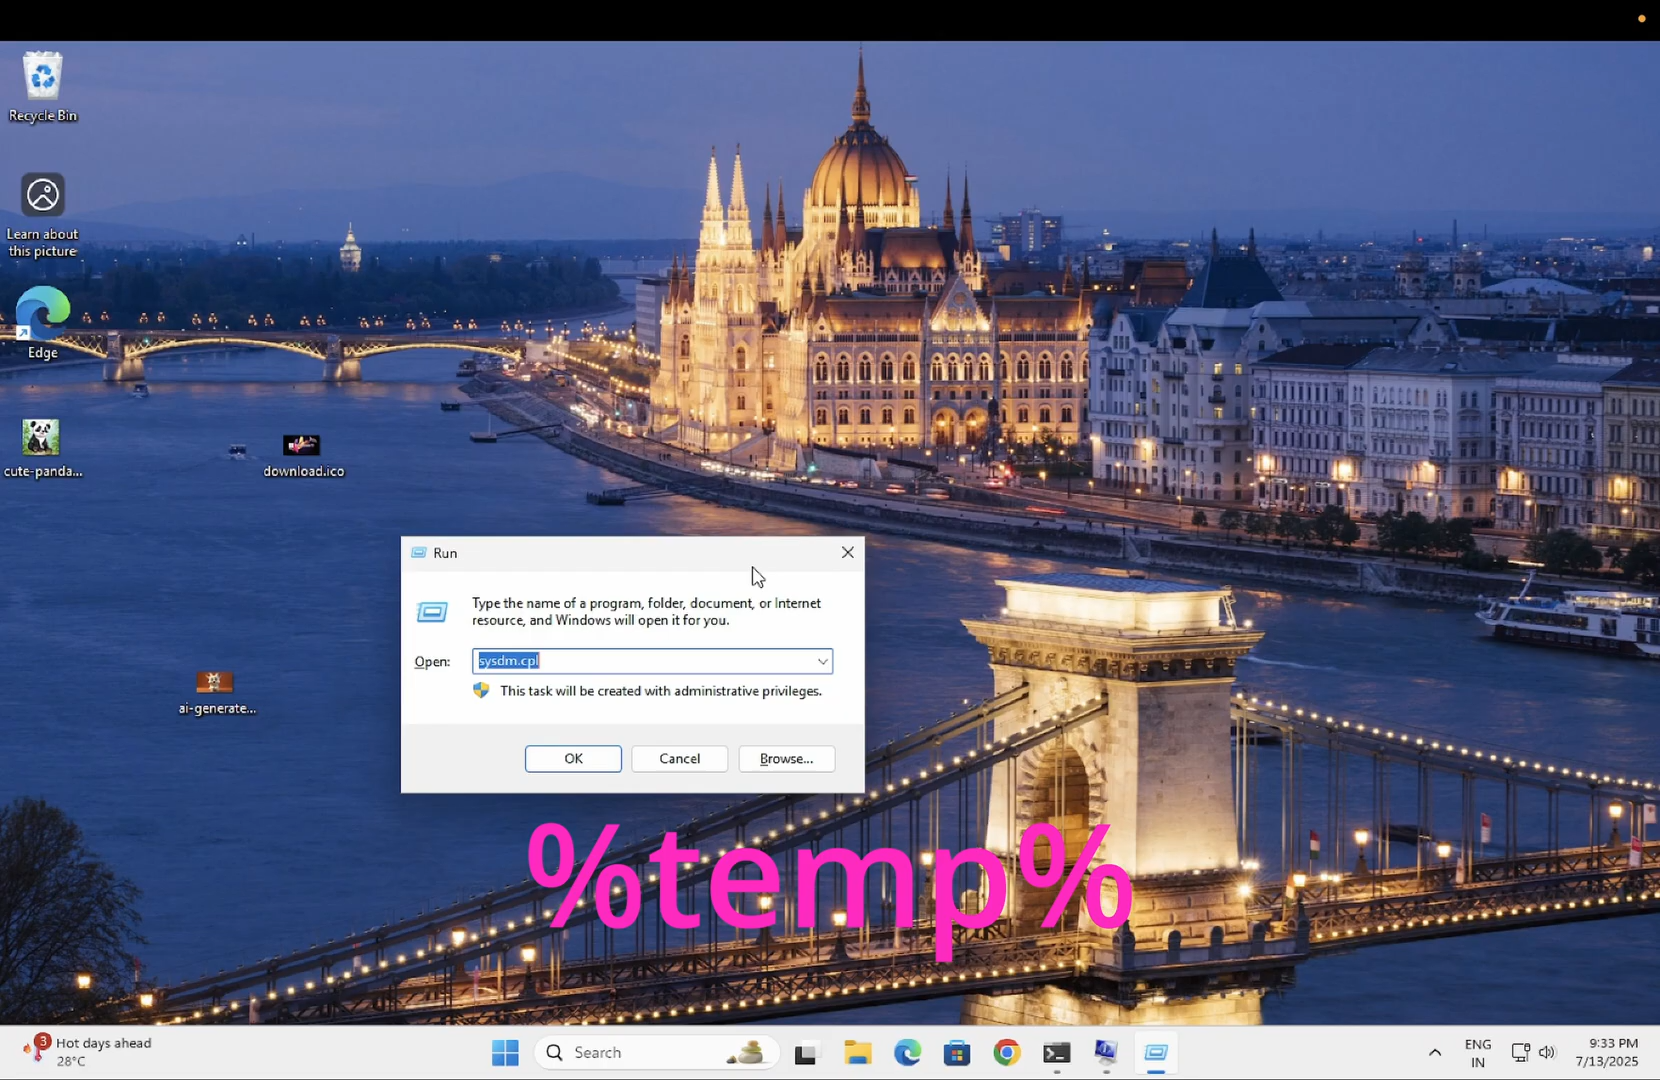 Recycle Bin
Learn about
this picture
Edge
cute-panda...
download.ico
ai-generate...
Run
Type the name of a program, folder, document, or Internet
resource, and Windows will open it for you.
Open:
sysdm.cpl
This task will be created with administrative privileges.
OK
Cancel
Browse...
%temp%
3
Hot days ahead
28°C
Search
ENG
IN
9:33 PM
7/13/2025